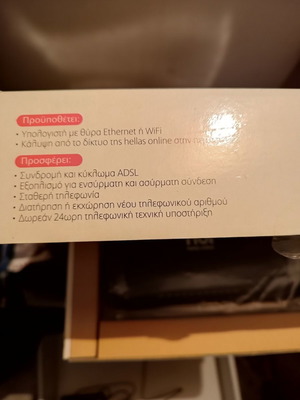 Προϋποθέτει:
• Υπολογιστή με θύρα Ethernet ή WiFi
• Κάλυψη από το δίκτυο της hellas online στην
Προσφέρει:
• Συνδρομή και κύκλωμα ADSL
• Εξοπλισμό για ενσύρματη και ασύρματη σύνδεση
• Σταθερή τηλεφωνία
• Διατήρηση ή εκχώρηση νέου τηλεφωνικού αριθμού
• Δωρεάν 24ωρη τηλεφωνική τεχνική υποστήριξη